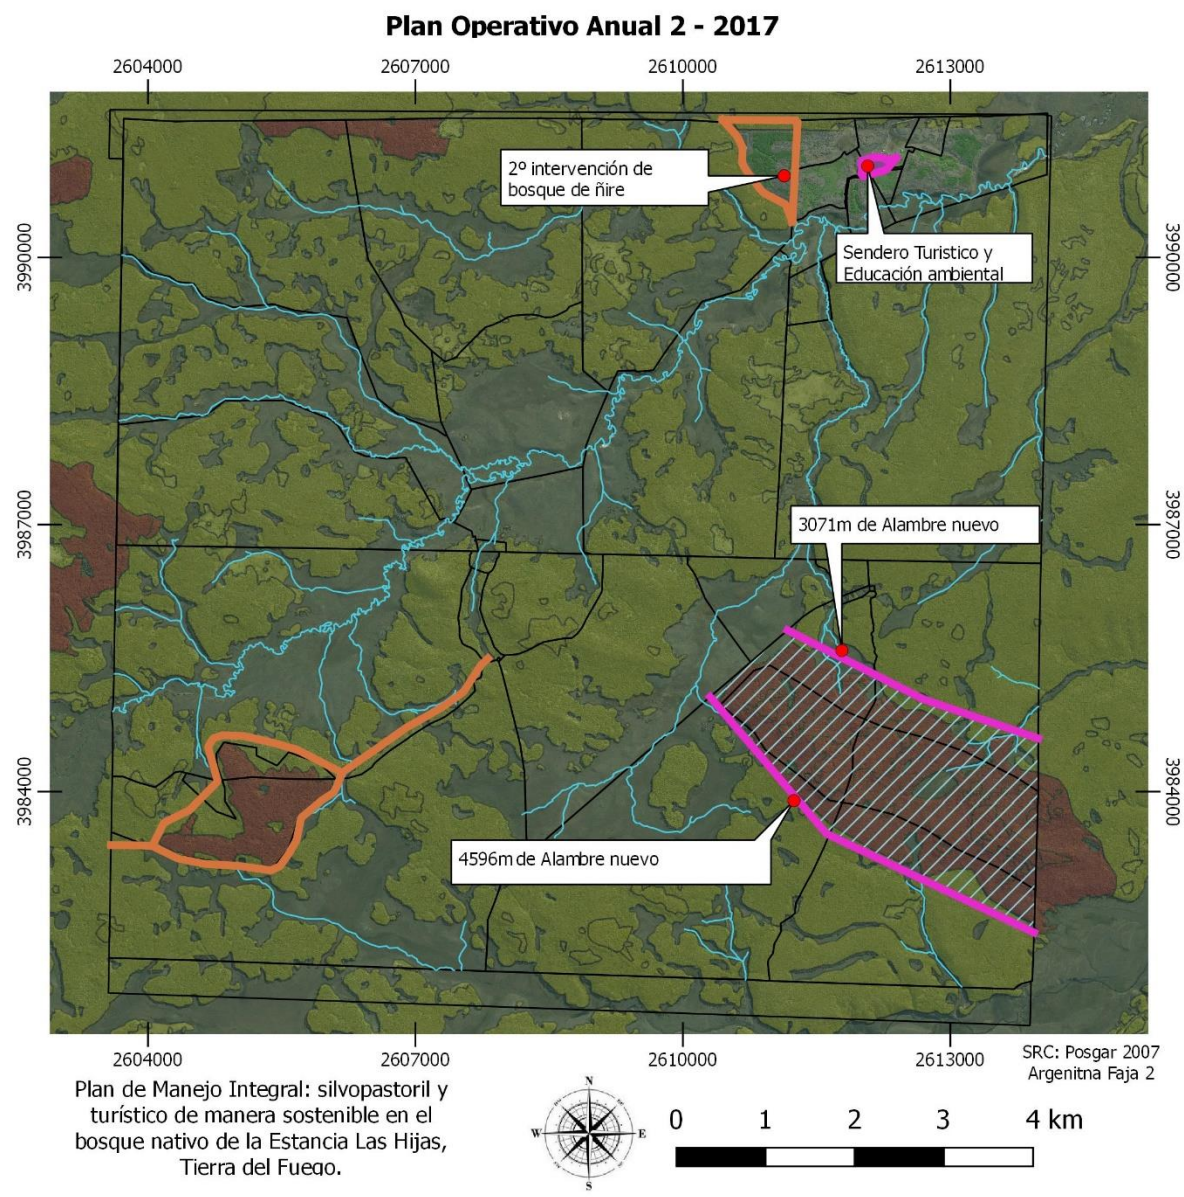 Plan Operativo Anual 2 - 2017
2604000
2607000
2610000
2613000
2º intervención de
bosque de ñire
Sendero Turistico y
Educación ambiental
3990000
3990000
3071m de Alambre nuevo
3987000
3987000
3984000
3984000
4596m de Alambre nuevo
2604000
2607000
2610000
2613000
SRC: Posgar 2007
Argenitna Faja 2
Plan de Manejo Integral: silvopastoril y
turístico de manera sostenible en el
bosque nativo de la Estancia Las Hijas,
Tierra del Fuego.
N
W
E
S
0 1 2 3 4 km